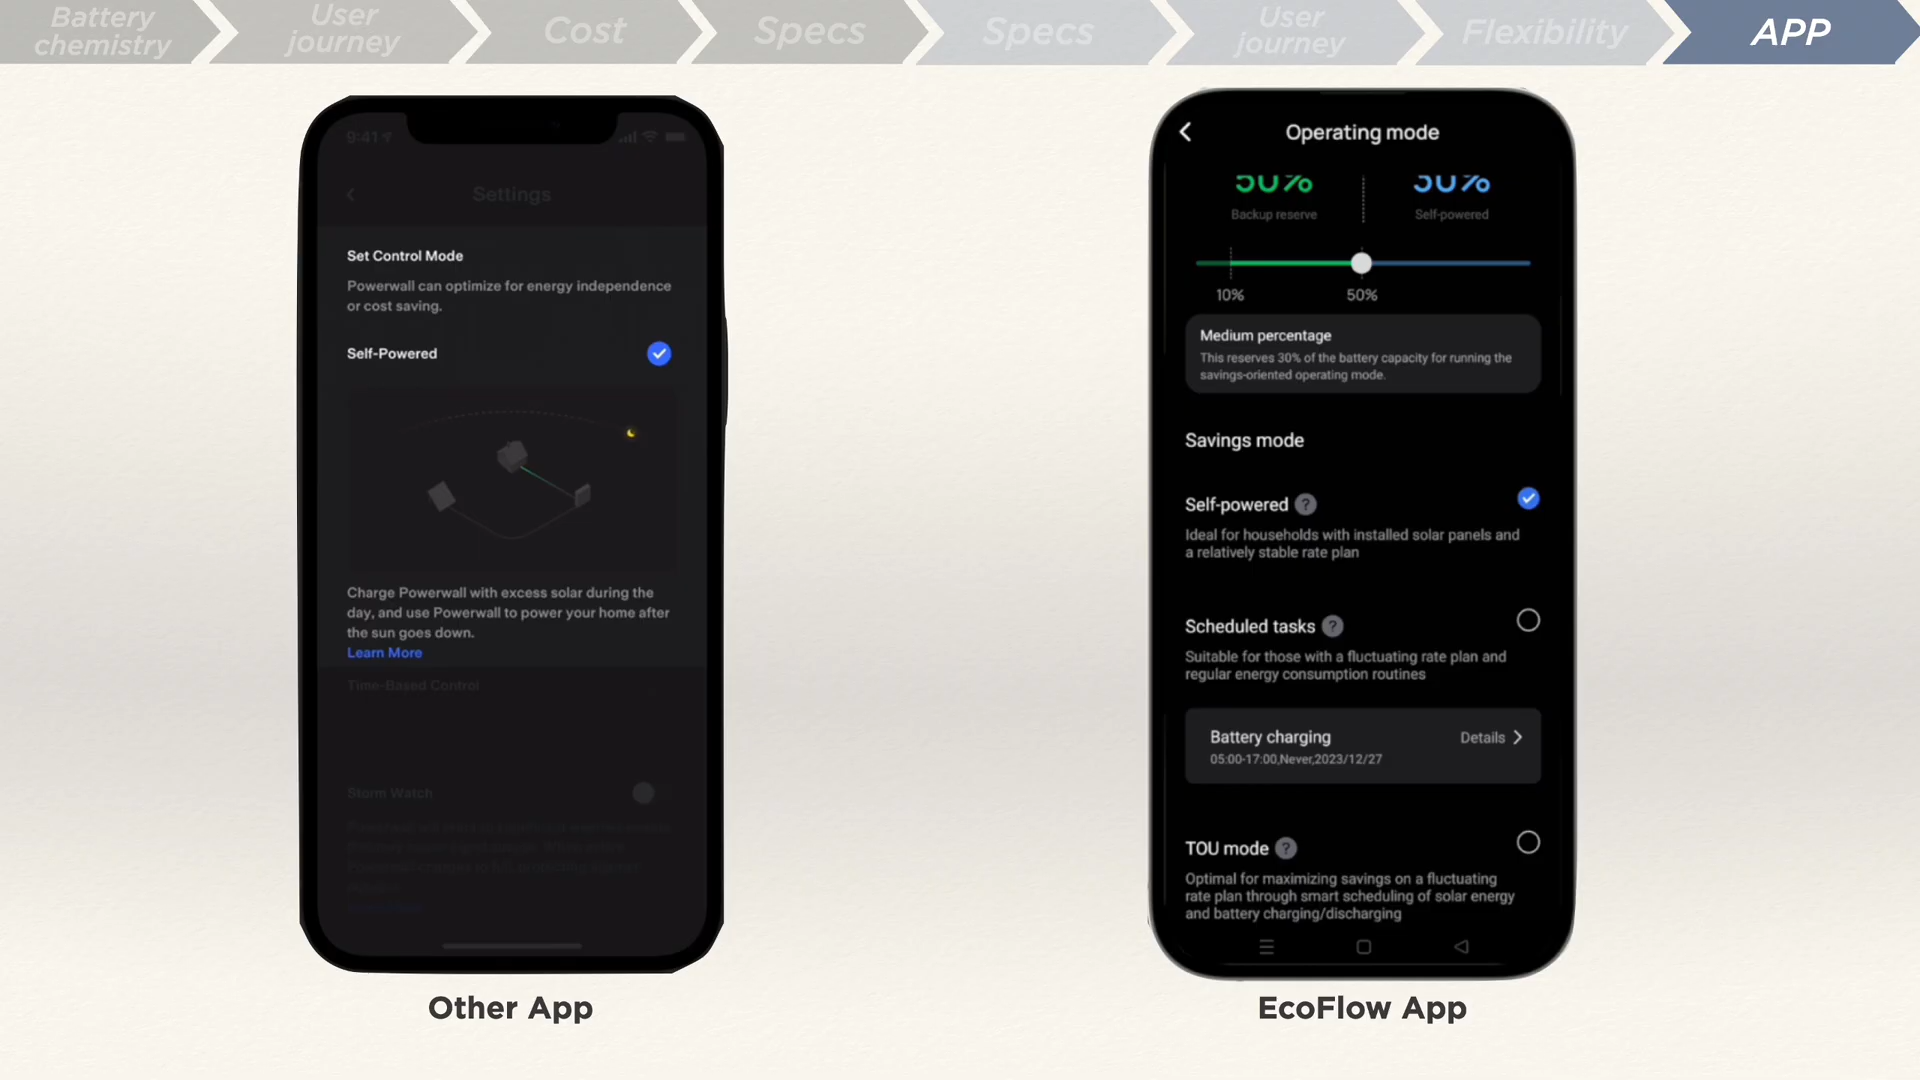 Battery
chemistry
User
journey
Cost
Specs
Specs
User
journey
Flexibility
APP
9:41
Settings
Set Control Mode
Powerwall can optimize for energy independence
or cost saving.
Self-Powered
Charge Powerwall with excess solar during the
day, and use Powerwall to power your home after
the sun goes down.
Learn More
Time-Based Control
Storm Watch
Other App
Operating mode
50% 30%
Backup reserve Self-powered
10% 50%
Medium percentage
This reserves 30% of the battery capacity for running the
savings-oriented operating mode.
Savings mode
Self-powered ?
Ideal for households with installed solar panels and
a relatively stable rate plan
Scheduled tasks ?
Suitable for those with a fluctuating rate plan and
regular energy consumption routines
Battery charging Details
05:00-17:00,Never,2023/12/27
TOU mode ?
Optimal for maximizing savings on a fluctuating
rate plan through smart scheduling of solar energy
and battery charging/discharging
EcoFlow App